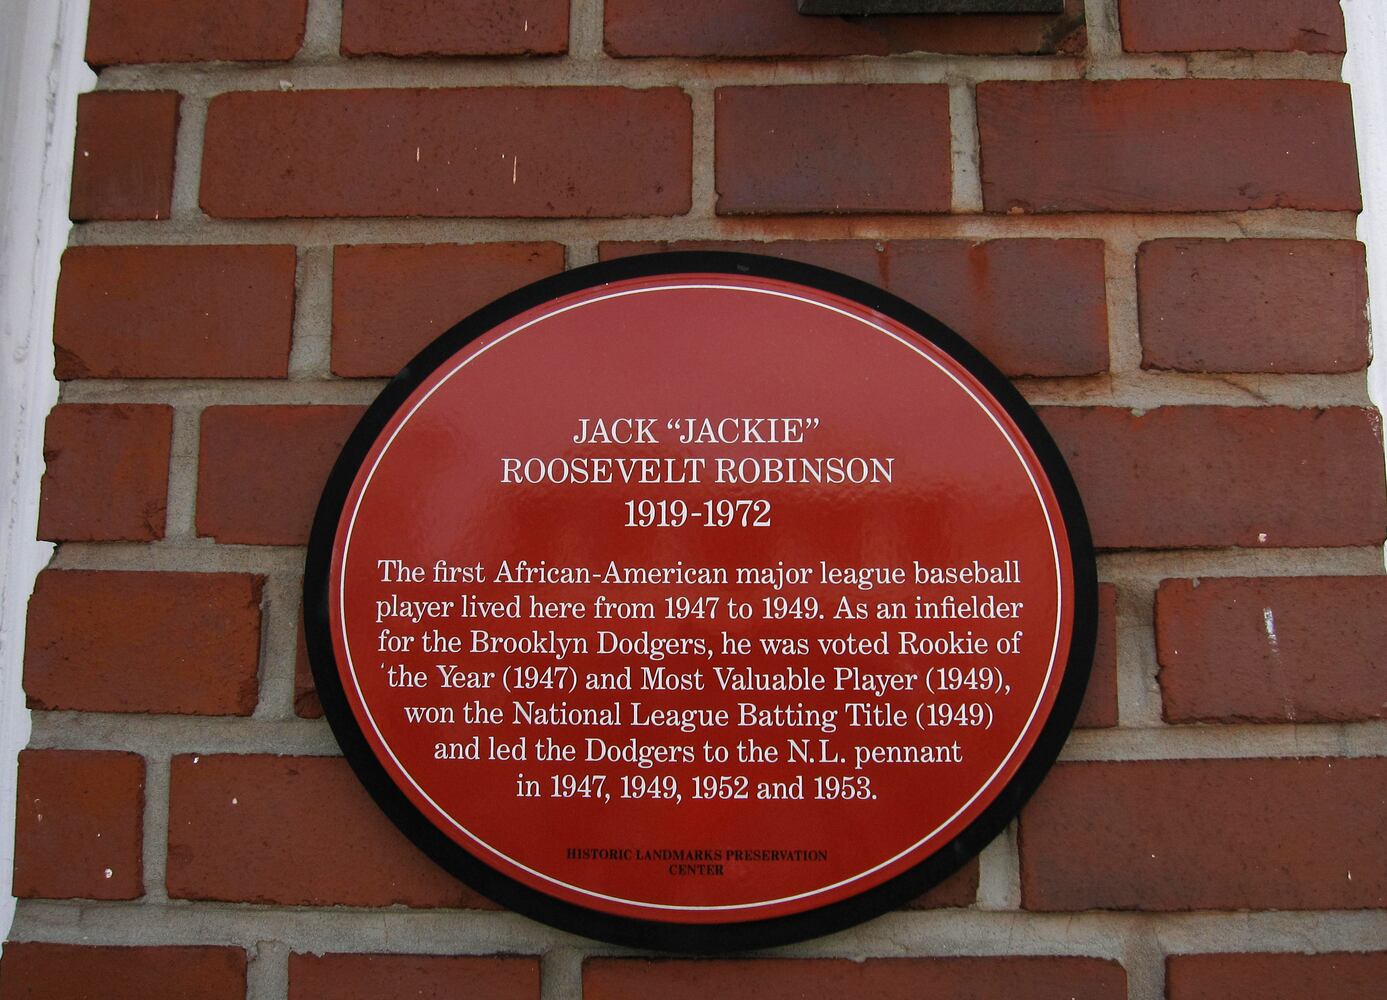 JACK “JACKIE”
ROOSEVELT ROBINSON
1919-1972
The first African-American major league baseball
player lived here from 1947 to 1949. As an infielder
for the Brooklyn Dodgers, he was voted Rookie of
'the Year (1947) and Most Valuable Player (1949),
won the National League Batting Title (1949)
and led the Dodgers to the N.L. pennant
in 1947, 1949, 1952 and 1953.
HISTORIC LANDMARKS PRESERVATION
CENTER